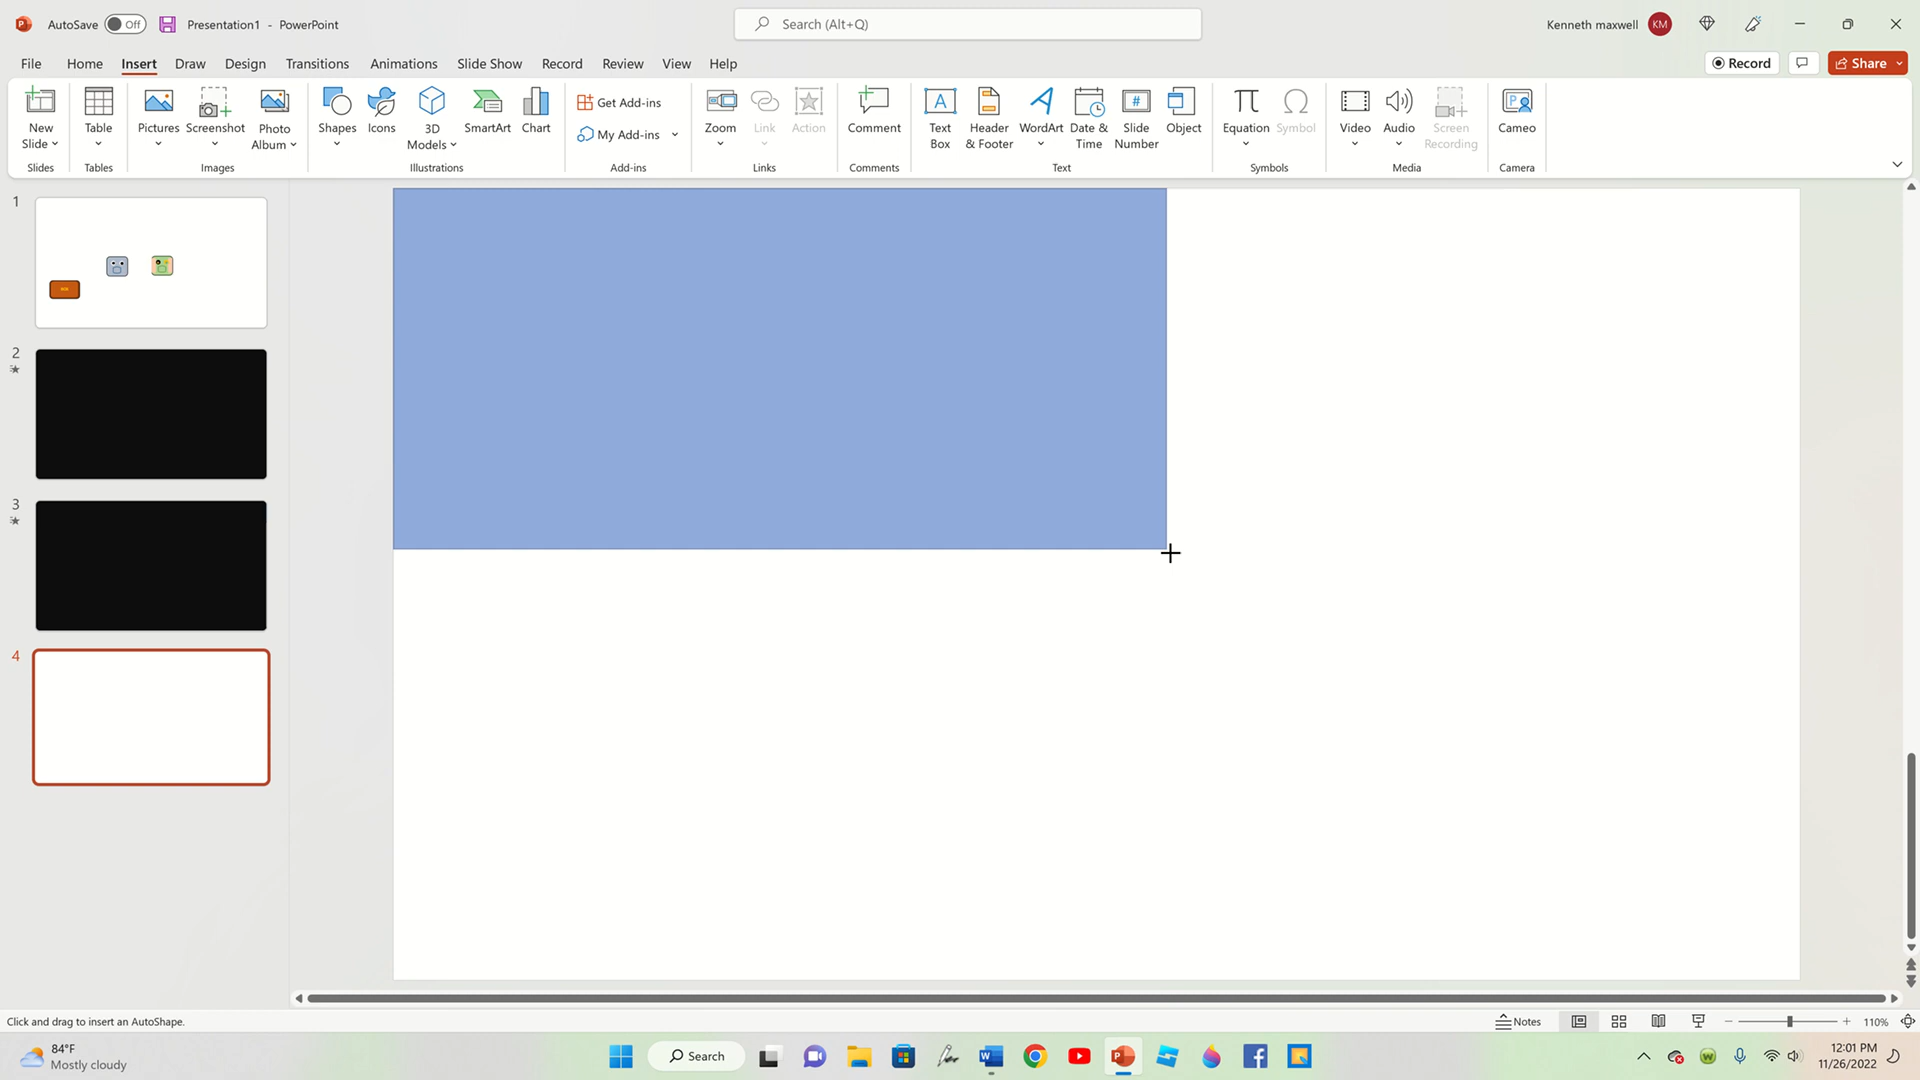 AutoSave Off Presentation1 - PowerPoint Search (Alt+Q) Kenneth maxwell KM
File Home Insert Draw Design Transitions Animations Slide Show Record Review View Help Record Share
New Slide Table Pictures Screenshot Photo Album Shapes Icons 3D Models SmartArt Chart Get Add-ins My Add-ins Zoom Link Action Comment Text Box Header & Footer WordArt Date & Time Slide Number Object Equation Symbol Video Audio Screen Recording Cameo
Slides Tables Images Illustrations Add-ins Links Comments Text Symbols Media Camera
1
2
3
4
Click and drag to insert an AutoShape. Notes 110%
84°F
Mostly cloudy
Search
12:01 PM
11/26/2022